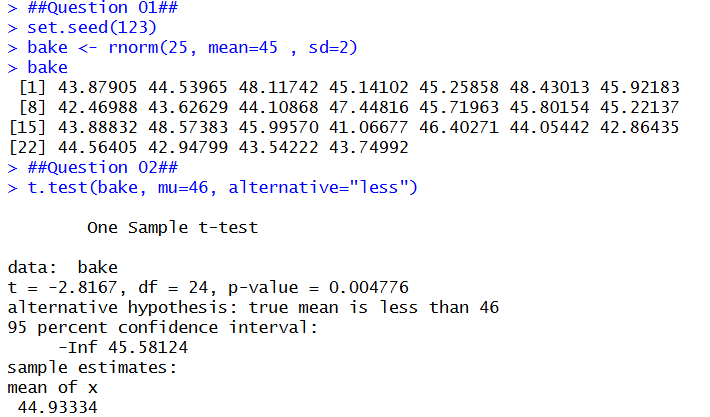 > ##Question 01##
> set.seed(123)
> bake <- rnorm(25, mean=45 , sd=2)
> bake
[1] 43.87905 44.53965 48.11742 45.14102 45.25858 48.43013 45.92183
[8] 42.46988 43.62629 44.10868 47.44816 45.71963 45.80154 45.22137
[15] 43.88832 48.57383 45.99570 41.06677 46.40271 44.05442 42.86435
[22] 44.56405 42.94799 43.54222 43.74992
> ##Question 02##
> t.test(bake, mu=46, alternative="less")
One Sample t-test
data:  bake
t = -2.8167, df = 24, p-value = 0.004776
alternative hypothesis: true mean is less than 46
95 percent confidence interval:
-Inf 45.58124
sample estimates:
mean of x
44.93334